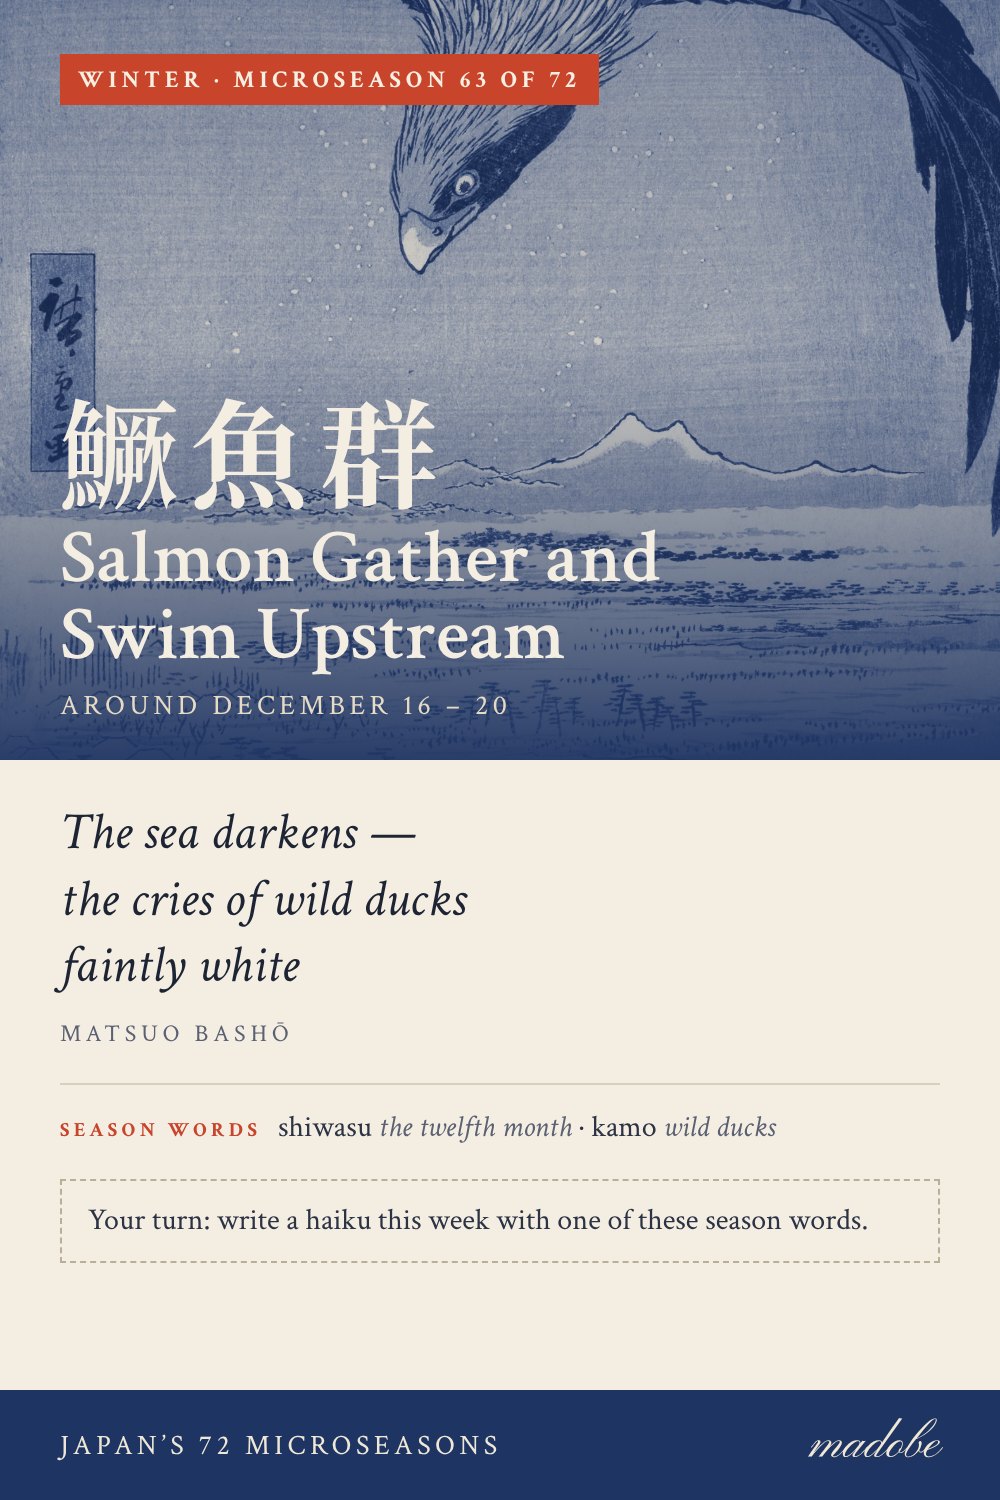 WINTER · MICROSEASON 63 OF 72
鱖魚群
Salmon Gather and
Swim Upstream
AROUND DECEMBER 16 – 20
The sea darkens —
the cries of wild ducks
faintly white
MATSUO BASHŌ
SEASON WORDS shiwasu the twelfth month · kamo wild ducks
Your turn: write a haiku this week with one of these season words.
JAPAN’S 72 MICROSEASONS
madobe